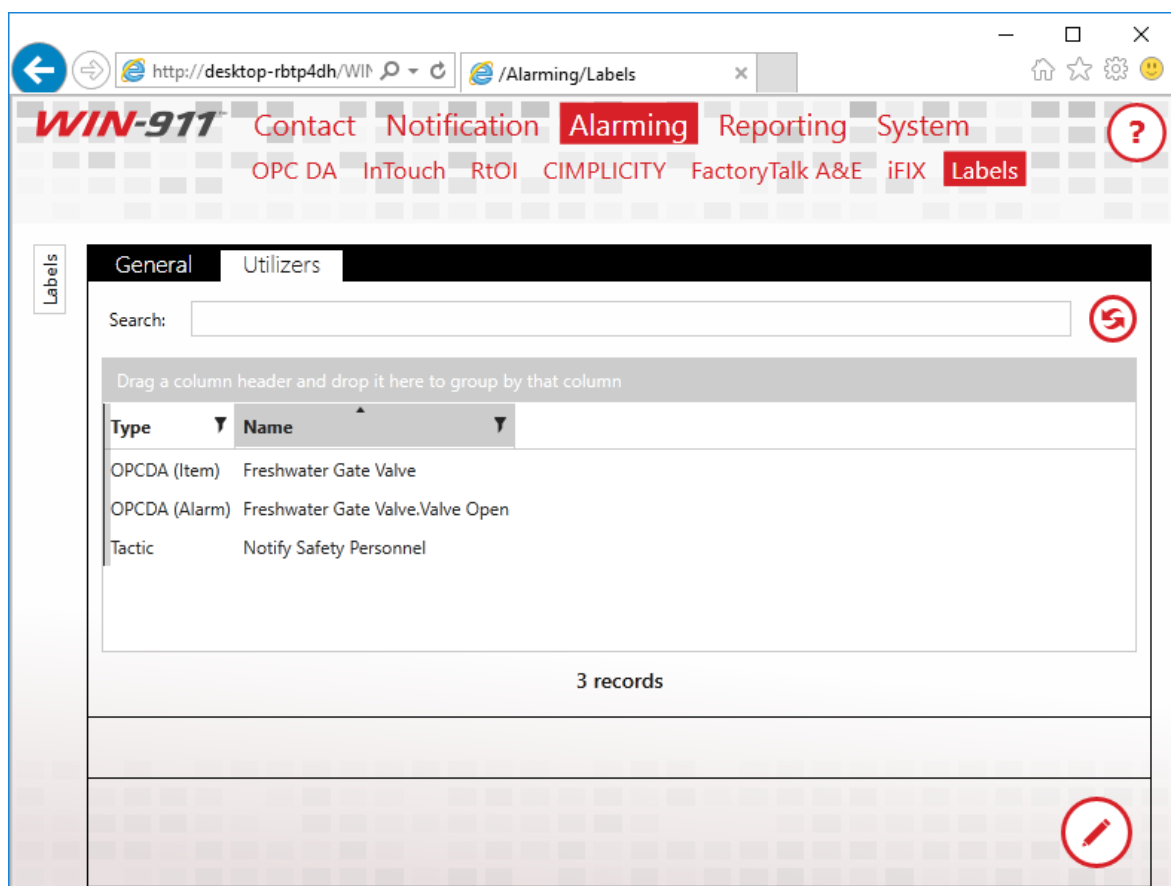 http://desktop-rbtp4dh/WIN /Alarming/Labels
WIN-911™ Contact Notification Alarming Reporting System ?
OPC DA InTouch RtOI CIMPLICITY FactoryTalk A&E iFIX Labels
Labels
General Utilizers
Search:
Drag a column header and drop it here to group by that column
Type Name
OPCDA (Item) Freshwater Gate Valve
OPCDA (Alarm) Freshwater Gate Valve.Valve Open
Tactic Notify Safety Personnel
3 records